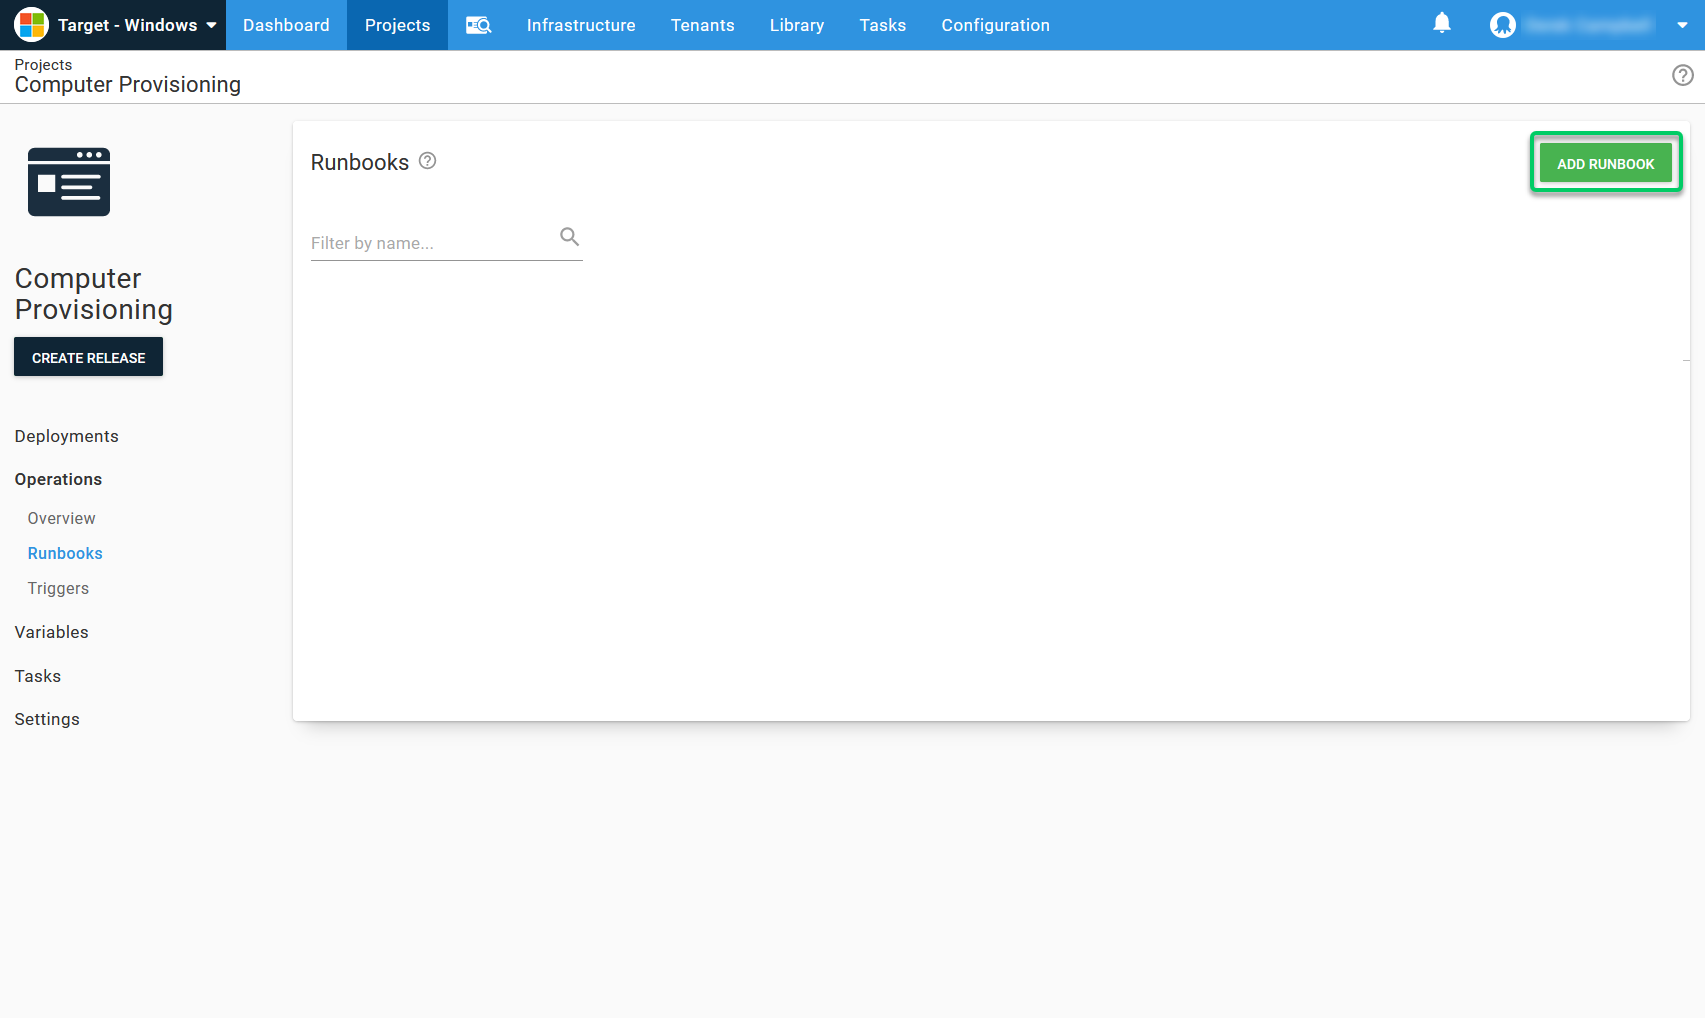 Target - Windows
Dashboard
Projects
Infrastructure
Tenants
Library
Tasks
Configuration
Projects
Computer Provisioning
Computer
Provisioning
CREATE RELEASE
Deployments
Operations
Overview
Runbooks
Triggers
Variables
Tasks
Settings
Runbooks
ADD RUNBOOK
Filter by name...